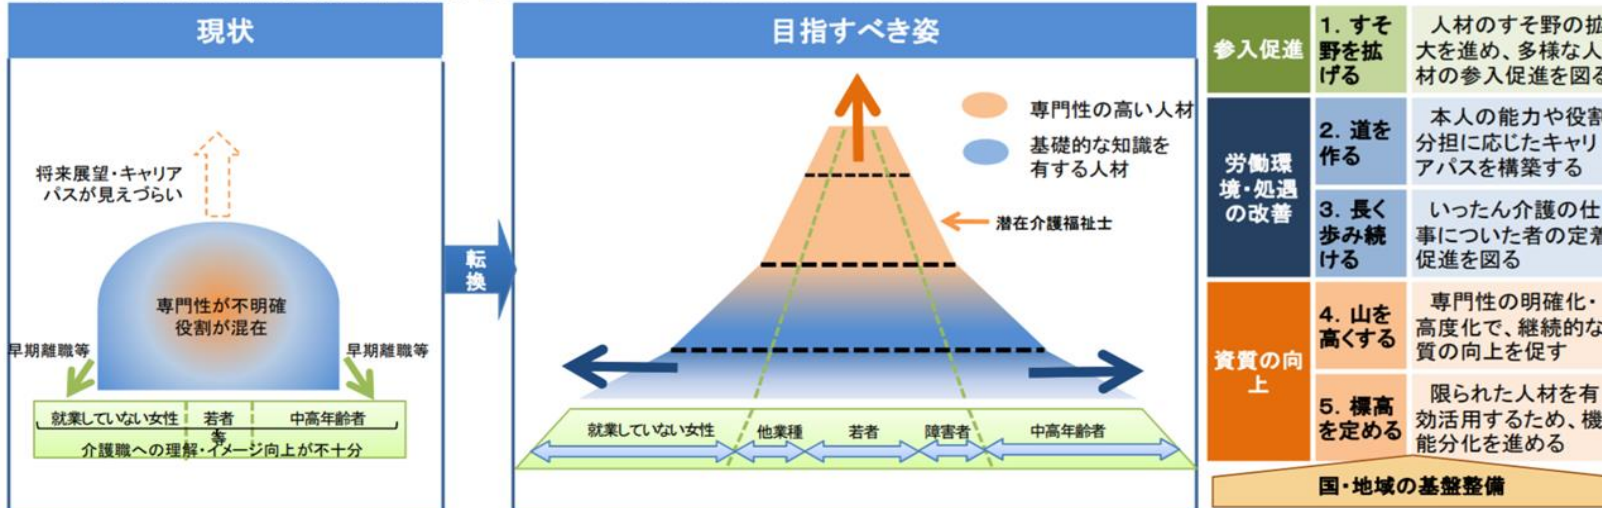 現状
将来展望・キャリア
パスが見えづらい
専門性が不明確
役割が混在
早期離職等
早期離職等
就業していない女性
若者
等
中高年齢者
介護職への理解・イメージ向上が不十分
転
換
目指すべき姿
専門性の高い人材
基礎的な知識を
有する人材
潜在介護福祉士
就業していない女性
他業種
若者
障害者
中高年齢者
参入促進
1. すそ
野を拡
げる
人材のすそ野の拡
大を進め、多様な人
材の参入促進を図る
労働環
境・処遇
の改善
2. 道を
作る
本人の能力や役割
分担に応じたキャリ
アパスを構築する
3. 長く
歩み続
ける
いったん介護の仕
事についた者の定着
促進を図る
資質の向
上
4. 山を
高くする
専門性の明確化・
高度化で、継続的な
質の向上を促す
5. 標高
を定める
限られた人材を有
効活用するため、機
能分化を進める
国・地域の基盤整備